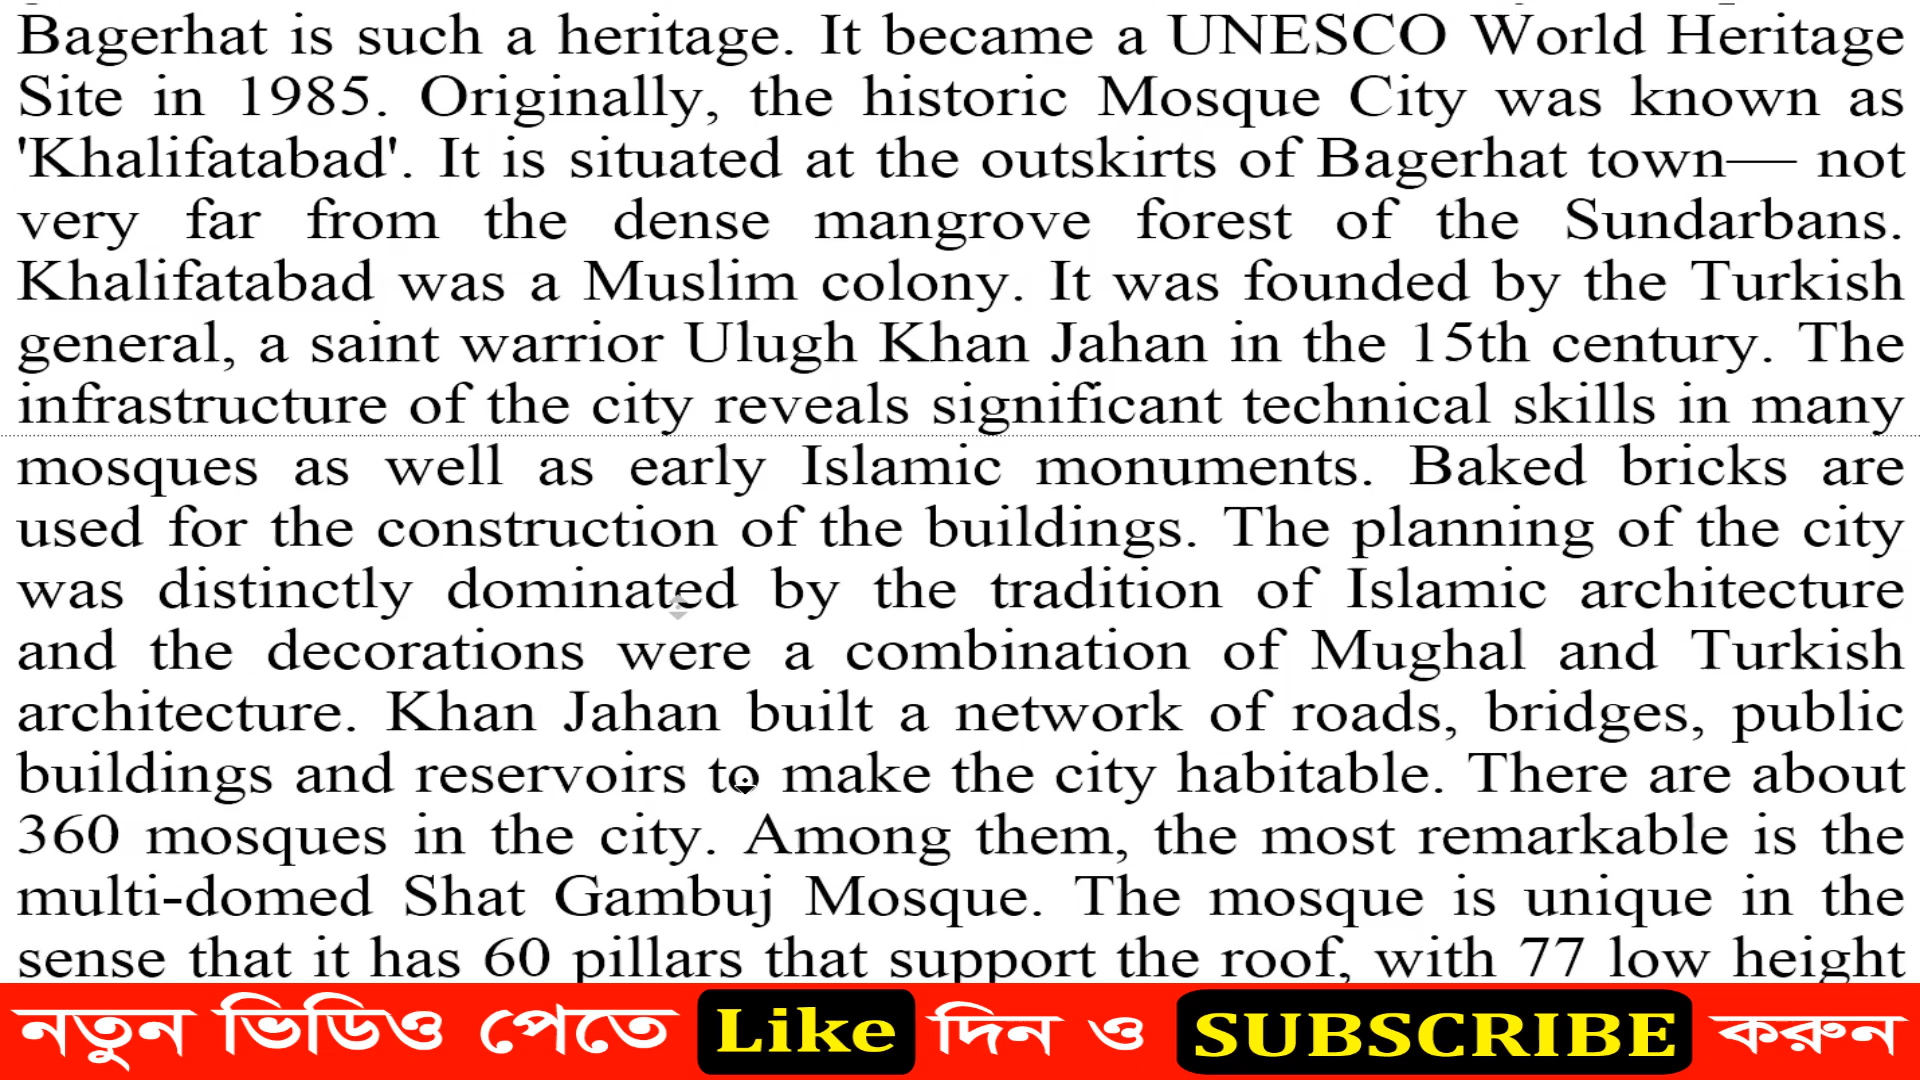 Bagerhat is such a heritage. It became a UNESCO World Heritage
Site in 1985. Originally, the historic Mosque City was known as
'Khalifatabad'. It is situated at the outskirts of Bagerhat town— not
very far from the dense mangrove forest of the Sundarbans.
Khalifatabad was a Muslim colony. It was founded by the Turkish
general, a saint warrior Ulugh Khan Jahan in the 15th century. The
infrastructure of the city reveals significant technical skills in many
mosques as well as early Islamic monuments. Baked bricks are
used for the construction of the buildings. The planning of the city
was distinctly dominated by the tradition of Islamic architecture
and the decorations were a combination of Mughal and Turkish
architecture. Khan Jahan built a network of roads, bridges, public
buildings and reservoirs to make the city habitable. There are about
360 mosques in the city. Among them, the most remarkable is the
multi-domed Shat Gambuj Mosque. The mosque is unique in the
sense that it has 60 pillars that support the roof, with 77 low height
নতুন ভিডিও পেতে Like দিন ও SUBSCRIBE করুন